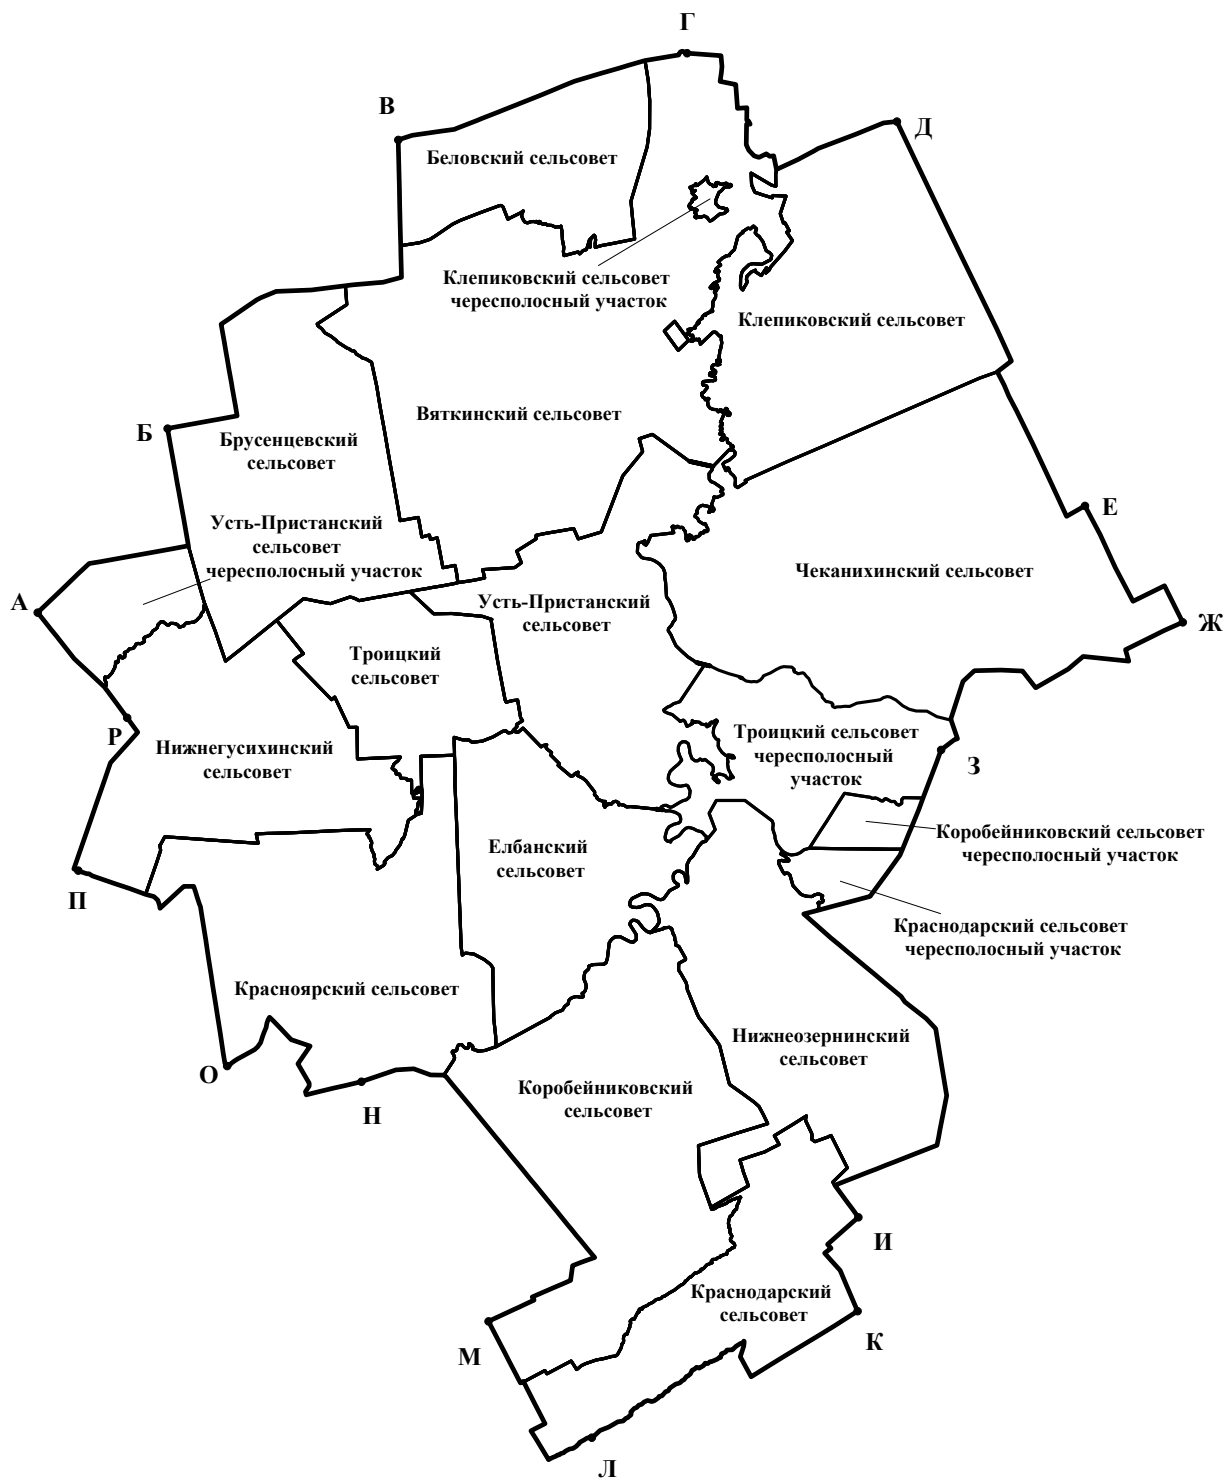 Г
В
Д
Беловский сельсовет
Клепиковский сельсовет
чересполосный участок
Клепиковский сельсовет
Вяткинский сельсовет
Б
Брусенцевский
сельсовет
Е
Усть-Пристанский
сельсовет
чересполосный участок
Чеканихинский сельсовет
А
Усть-Пристанский
сельсовет
Ж
Троицкий
сельсовет
Р
Нижнегусихинский
сельсовет
Троицкий сельсовет
чересполосный
участок
З
Коробейниковский сельсовет
чересполосный участок
Елбанский
сельсовет
П
Краснодарский сельсовет
чересполосный участок
Красноярский сельсовет
Нижнеозернинский
сельсовет
О
Н
Коробейниковский
сельсовет
И
Краснодарский
сельсовет
К
М
Л